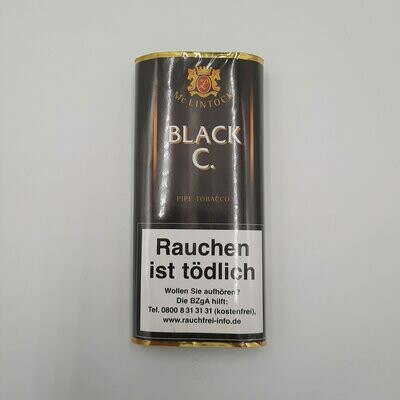 McLINTOCK
BLACK
C.
PIPE TOBACCO
Rauchen
ist tödlich
Wollen Sie aufhören?
Die BZgA hilft:
Tel. 0800 8 31 31 31 (kostenfrei),
www.rauchfrei-info.de